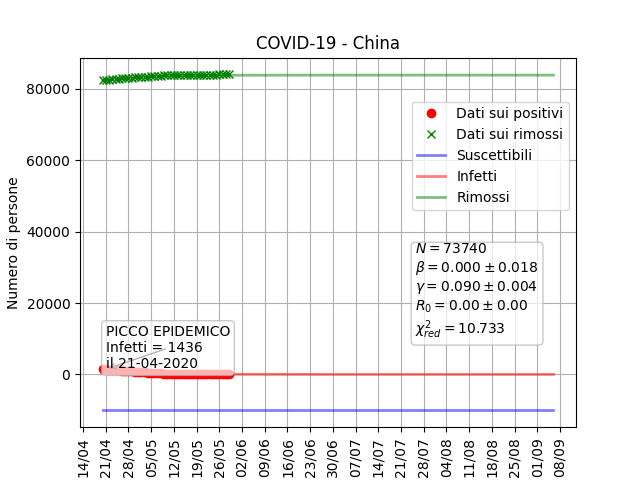 COVID-19 - China
Numero di persone
80000
60000
40000
20000
0
Dati sui positivi
Dati sui rimossi
Suscettibili
Infetti
Rimossi
N = 73740
β = 0.000 ± 0.018
γ = 0.090 ± 0.004
R₀ = 0.00 ± 0.00
χ²red = 10.733
PICCO EPIDEMICO
Infetti = 1436
il 21-04-2020
14/04
21/04
28/04
05/05
12/05
19/05
26/05
02/06
09/06
16/06
23/06
30/06
07/07
14/07
21/07
28/07
04/08
11/08
18/08
25/08
01/09
08/09